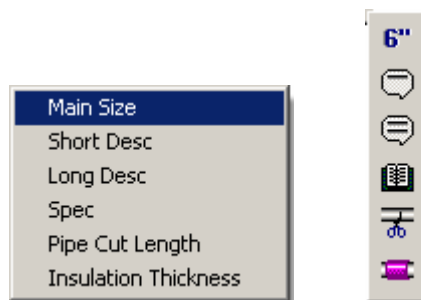 Main Size
Short Desc
Long Desc
Spec
Pipe Cut Length
Insulation Thickness
6"